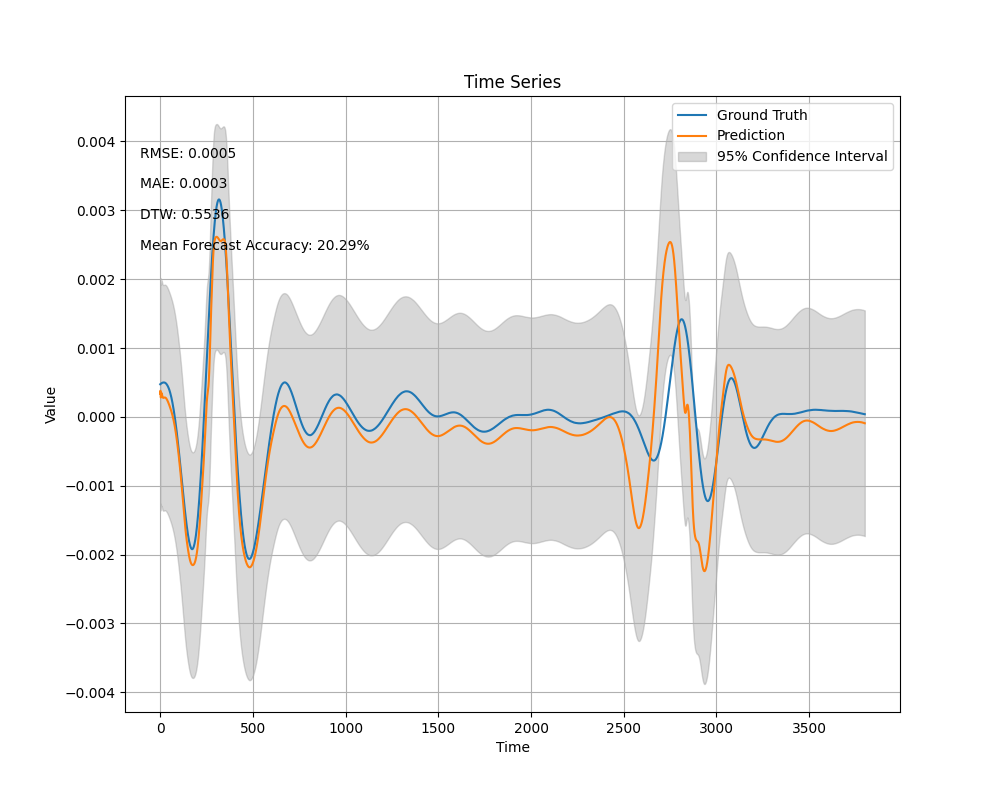 Time Series
Ground Truth
Prediction
95% Confidence Interval
RMSE: 0.0005
MAE: 0.0003
DTW: 0.5536
Mean Forecast Accuracy: 20.29%
Value
0.004
0.003
0.002
0.001
0.000
−0.001
−0.002
−0.003
−0.004
0 500 1000 1500 2000 2500 3000 3500
Time